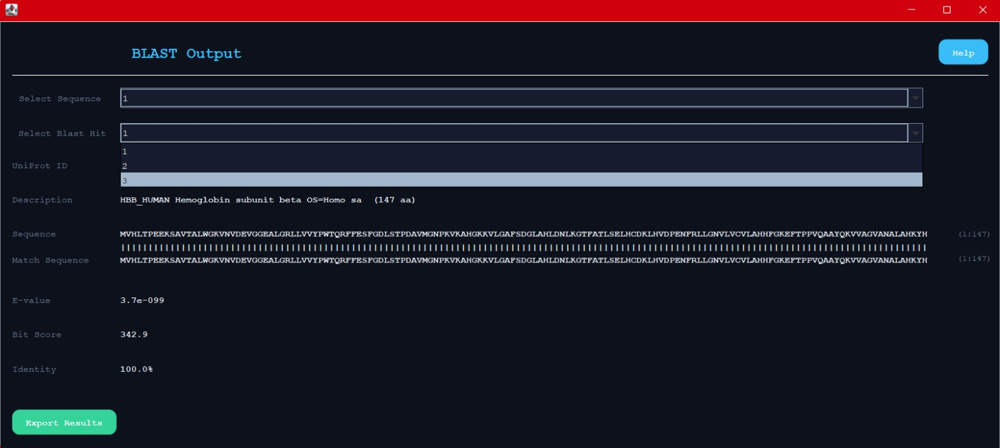 BLAST Output
Help
Select Sequence 1
Select Blast Hit 1
1
UniProt ID 2
3
Description HBB_HUMAN Hemoglobin subunit beta OS=Homo sa (147 aa)
Sequence MVHLTPEEKSAVTALWGKVNVDEVGGEALGRLLVVYPWTQRFFESFGDLSTPDAVMGNPKVKAHGKKVLGAFSDGLAHLDNLKGTFATLSELHCDKLHVDPENFRLLGNVLVCVLAHHFGKEFTPPVQAAYQKVVAGVANALAHKYH (1:147)
|||||||||||||||||||||||||||||||||||||||||||||||||||||||||||||||||||||||||||||||||||||||||||||||||||||||||||||||||||||||||||||||||||||||||||||||||||
Match Sequence MVHLTPEEKSAVTALWGKVNVDEVGGEALGRLLVVYPWTQRFFESFGDLSTPDAVMGNPKVKAHGKKVLGAFSDGLAHLDNLKGTFATLSELHCDKLHVDPENFRLLGNVLVCVLAHHFGKEFTPPVQAAYQKVVAGVANALAHKYH (1:147)
E-value 3.7e-099
Bit Score 342.9
Identity 100.0%
Export Results